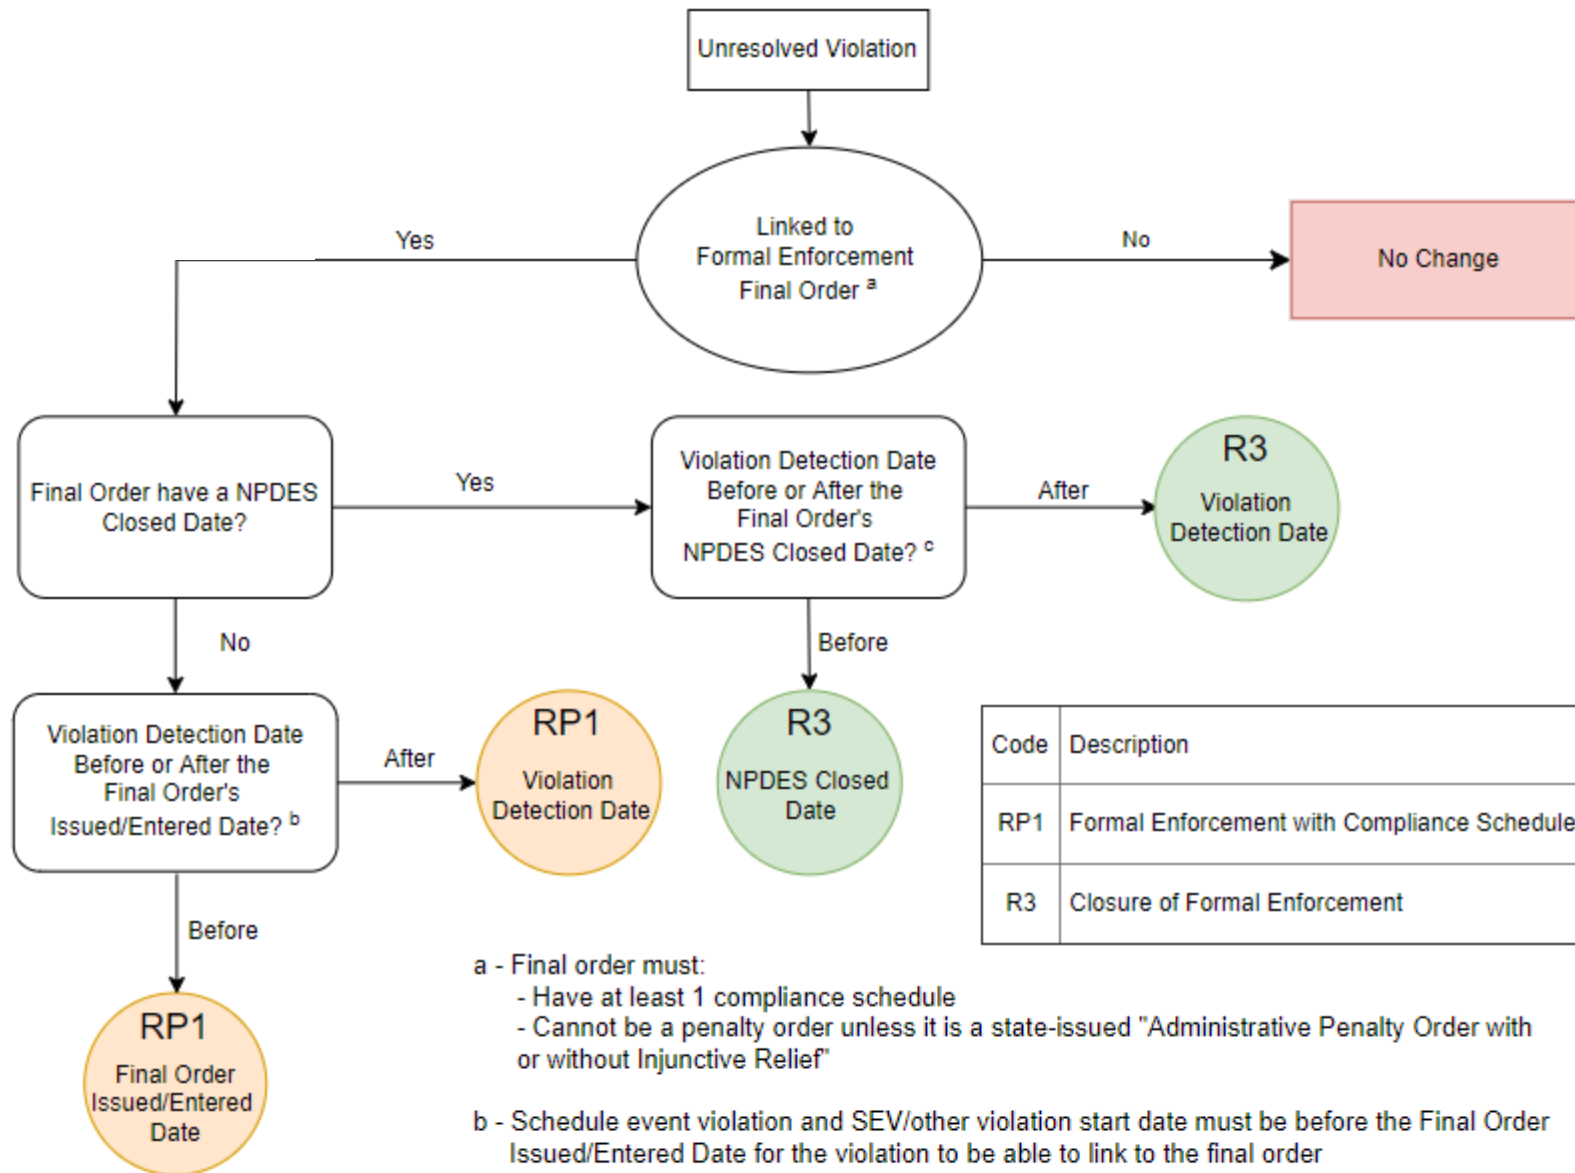 Unresolved Violation
Linked to
Formal Enforcement
Final Order a
Yes
No
No Change
Final Order have a NPDES
Closed Date?
Yes
Violation Detection Date
Before or After the
Final Order's
NPDES Closed Date? c
After
R3
Violation
Detection Date
No
Before
Violation Detection Date
Before or After the
Final Order's
Issued/Entered Date? b
After
RP1
Violation
Detection Date
R3
NPDES Closed
Date
Code Description
RP1 Formal Enforcement with Compliance Schedule
R3 Closure of Formal Enforcement
Before
RP1
Final Order
Issued/Entered
Date
a - Final order must:
- Have at least 1 compliance schedule
- Cannot be a penalty order unless it is a state-issued "Administrative Penalty Order with
or without Injunctive Relief"
b - Schedule event violation and SEV/other violation start date must be before the Final Order
Issued/Entered Date for the violation to be able to link to the final order